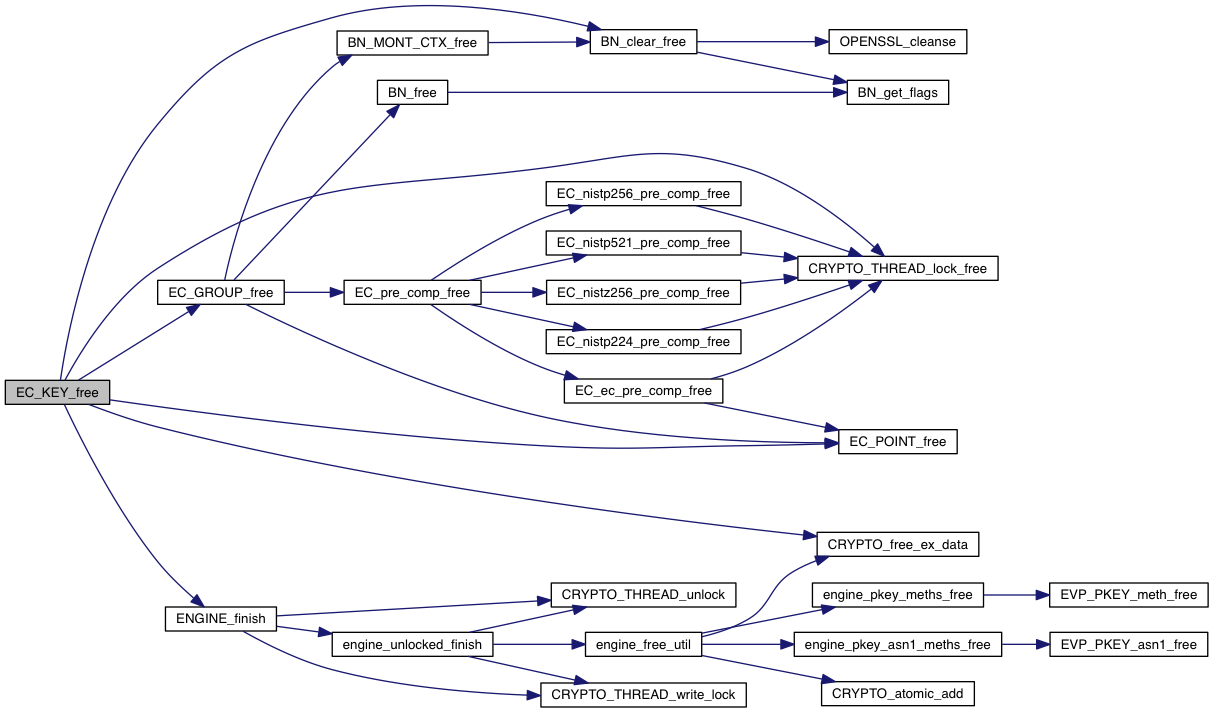 BN_clear_free
BN_MONT_CTX_free
OPENSSL_cleanse
BN_free
BN_get_flags
EC_nistp256_pre_comp_free
EC_nistp521_pre_comp_free
CRYPTO_THREAD_lock_free
EC_GROUP_free
EC_pre_comp_free
EC_nistz256_pre_comp_free
EC_nistp224_pre_comp_free
EC_KEY_free
EC_ec_pre_comp_free
EC_POINT_free
CRYPTO_free_ex_data
CRYPTO_THREAD_unlock
engine_pkey_meths_free
EVP_PKEY_meth_free
ENGINE_finish
engine_unlocked_finish
engine_free_util
engine_pkey_asn1_meths_free
EVP_PKEY_asn1_free
CRYPTO_THREAD_write_lock
CRYPTO_atomic_add